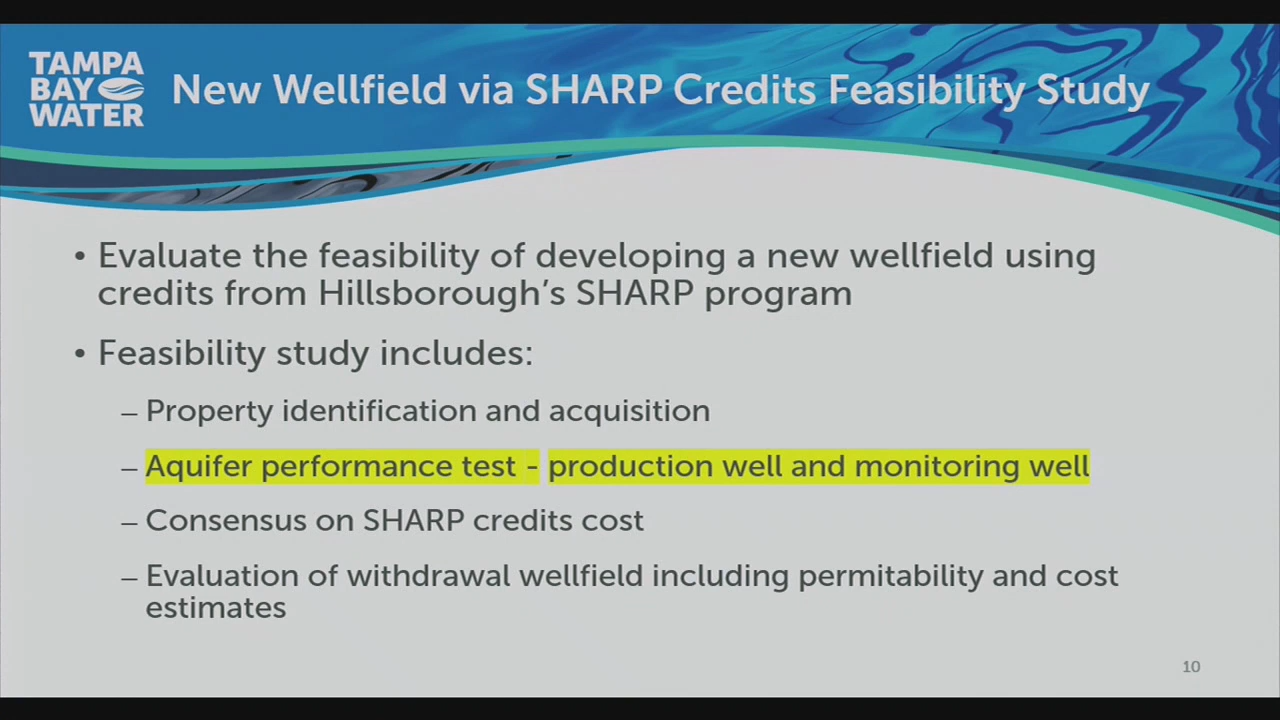 TAMPA
BAY
WATER
New Wellfield via SHARP Credits Feasibility Study
• Evaluate the feasibility of developing a new wellfield using
credits from Hillsborough’s SHARP program
• Feasibility study includes:
– Property identification and acquisition
– Aquifer performance test - production well and monitoring well
– Consensus on SHARP credits cost
– Evaluation of withdrawal wellfield including permitability and cost
estimates
10